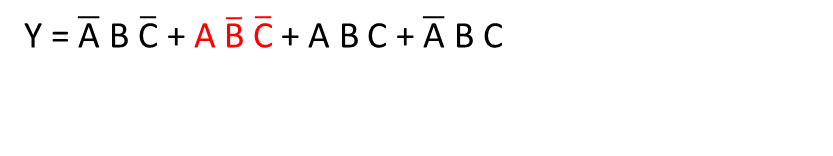 Y = A̅ B C̅ + A B̅ C̅ + A B C + A̅ B C